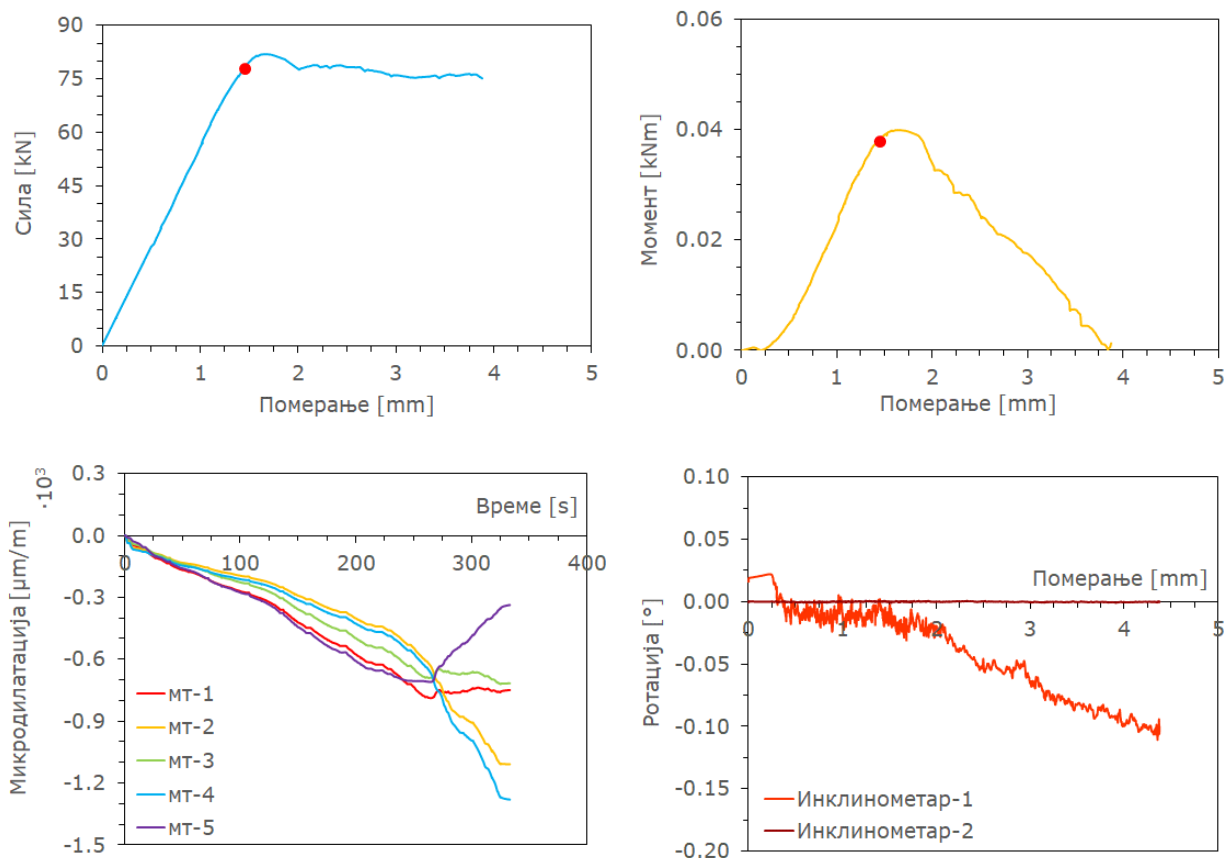 90
75
60
45
30
15
0
Сила [kN]
0 1 2 3 4 5
Померање [mm]
0.06
0.04
0.02
0.00
Момент [kNm]
0 1 2 3 4 5
Померање [mm]
0.3
0.0
-0.3
-0.6
-0.9
-1.2
-1.5
Микродилатација [μm/m] ·10³
Време [s]
0 100 200 300 400
мт-1
мт-2
мт-3
мт-4
мт-5
0.10
0.05
0.00
-0.05
-0.10
-0.15
-0.20
Ротација [°]
Померање [mm]
0 1 2 3 4 5
Инклинометар-1
Инклинометар-2